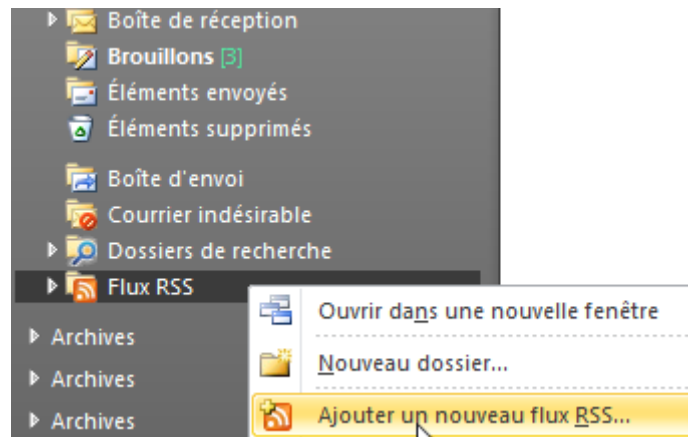 Boîte de réception
Brouillons [3]
Éléments envoyés
Éléments supprimés
Boîte d'envoi
Courrier indésirable
Dossiers de recherche
Flux RSS
Ouvrir dans une nouvelle fenêtre
Archives
Nouveau dossier...
Archives
Ajouter un nouveau flux RSS...
Archives